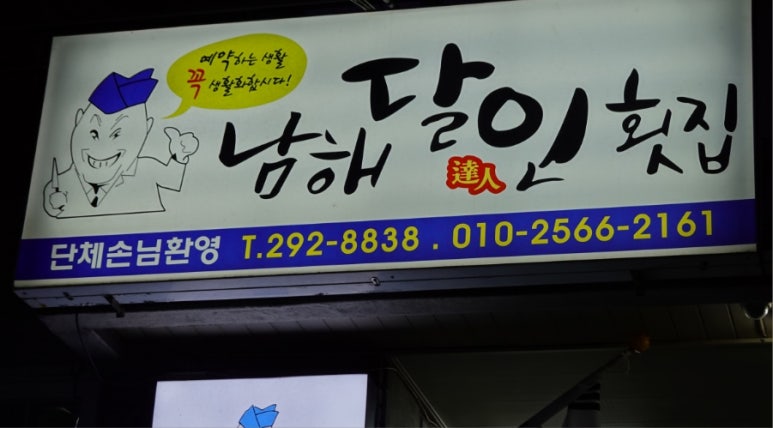 예약하는 생활
꼭 생활화합시다!
남해달인횟집
達人
단체손님환영 T.292-8838 . 010-2566-2161